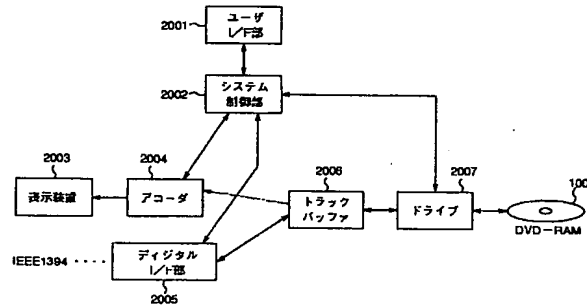 2001
ユーザ
I/F部
2002
システム
制御部
2003
表示装置
2004
アコーダ
2006
トラック
バッファ
2007
ドライブ
100
DVD-RAM
IEEE1394
ディジタル
I/F部
2005